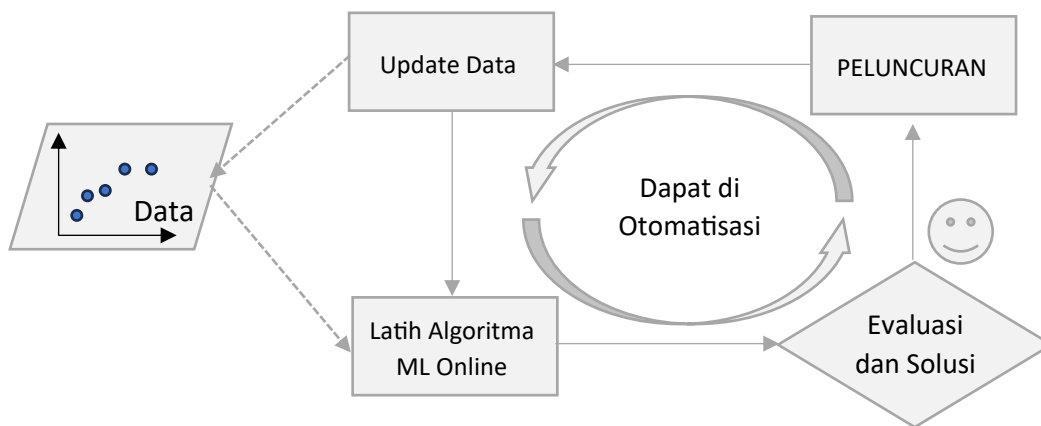 Update Data
PELUNCURAN
Data
Dapat di
Otomatisasi
Latih Algoritma
ML Online
Evaluasi
dan Solusi